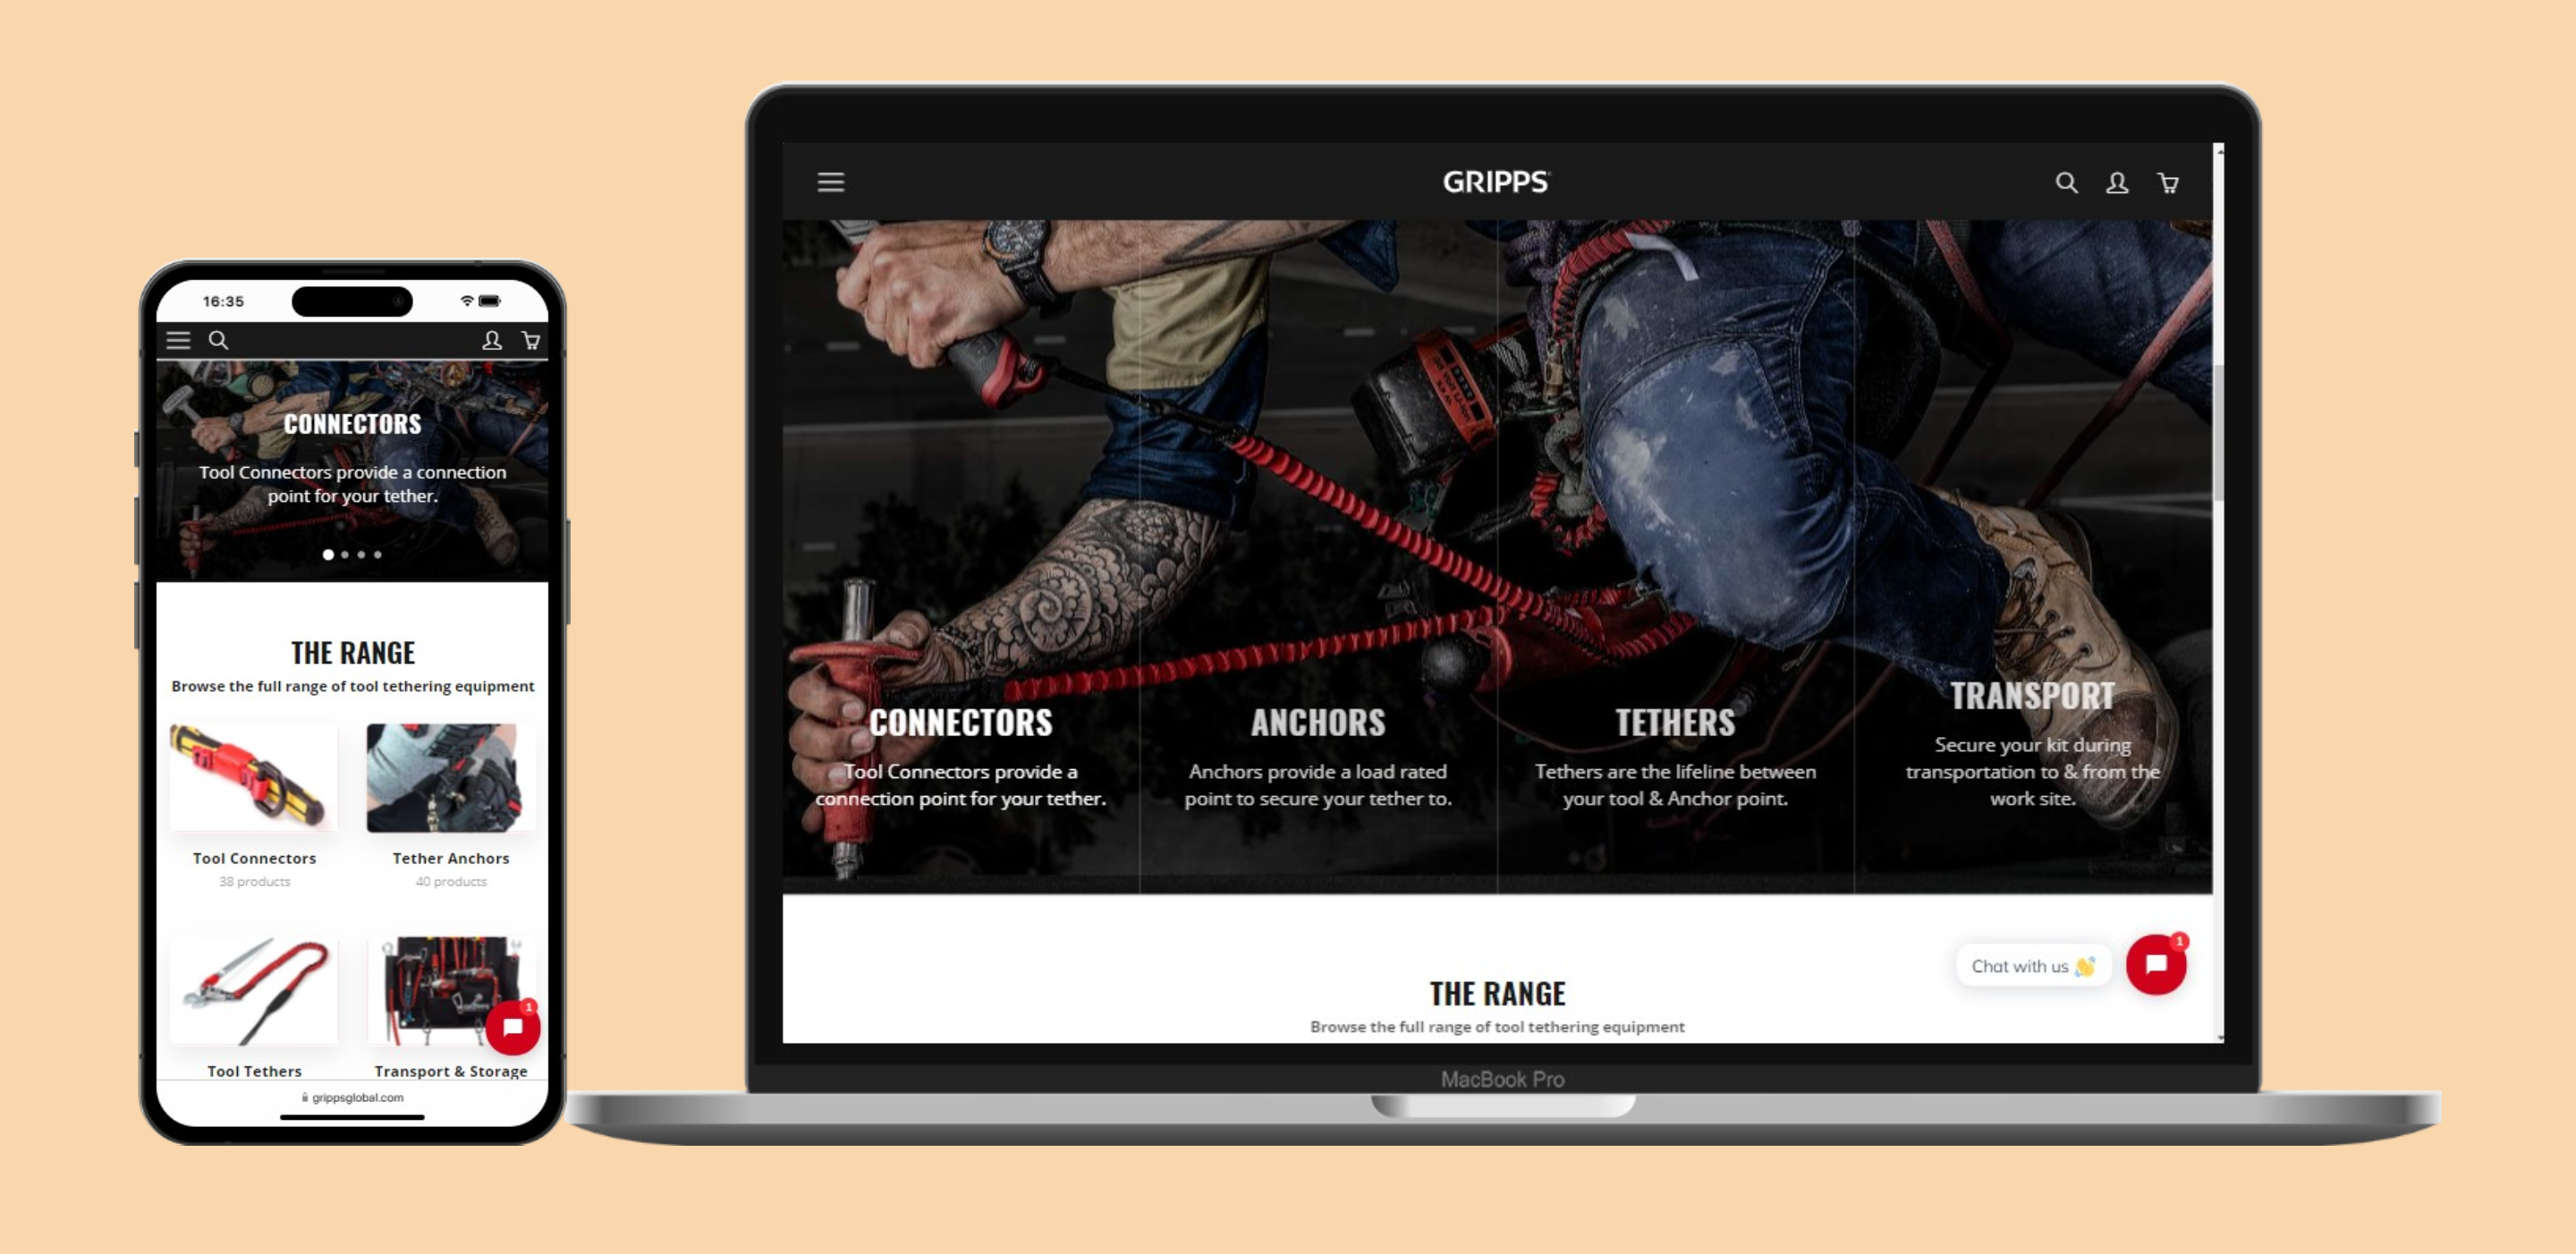 16:35
CONNECTORS
Tool Connectors provide a connection
point for your tether.
THE RANGE
Browse the full range of tool tethering equipment
Tool Connectors
38 products
Tether Anchors
40 products
Tool Tethers
Transport & Storage
1
grippsglobal.com
GRIPPS
CONNECTORS
Tool Connectors provide a
connection point for your tether.
ANCHORS
Anchors provide a load rated
point to secure your tether to.
TETHERS
Tethers are the lifeline between
your tool & Anchor point.
TRANSPORT
Secure your kit during
transportation to & from the
work site.
Chat with us 👋
1
THE RANGE
Browse the full range of tool tethering equipment
MacBook Pro